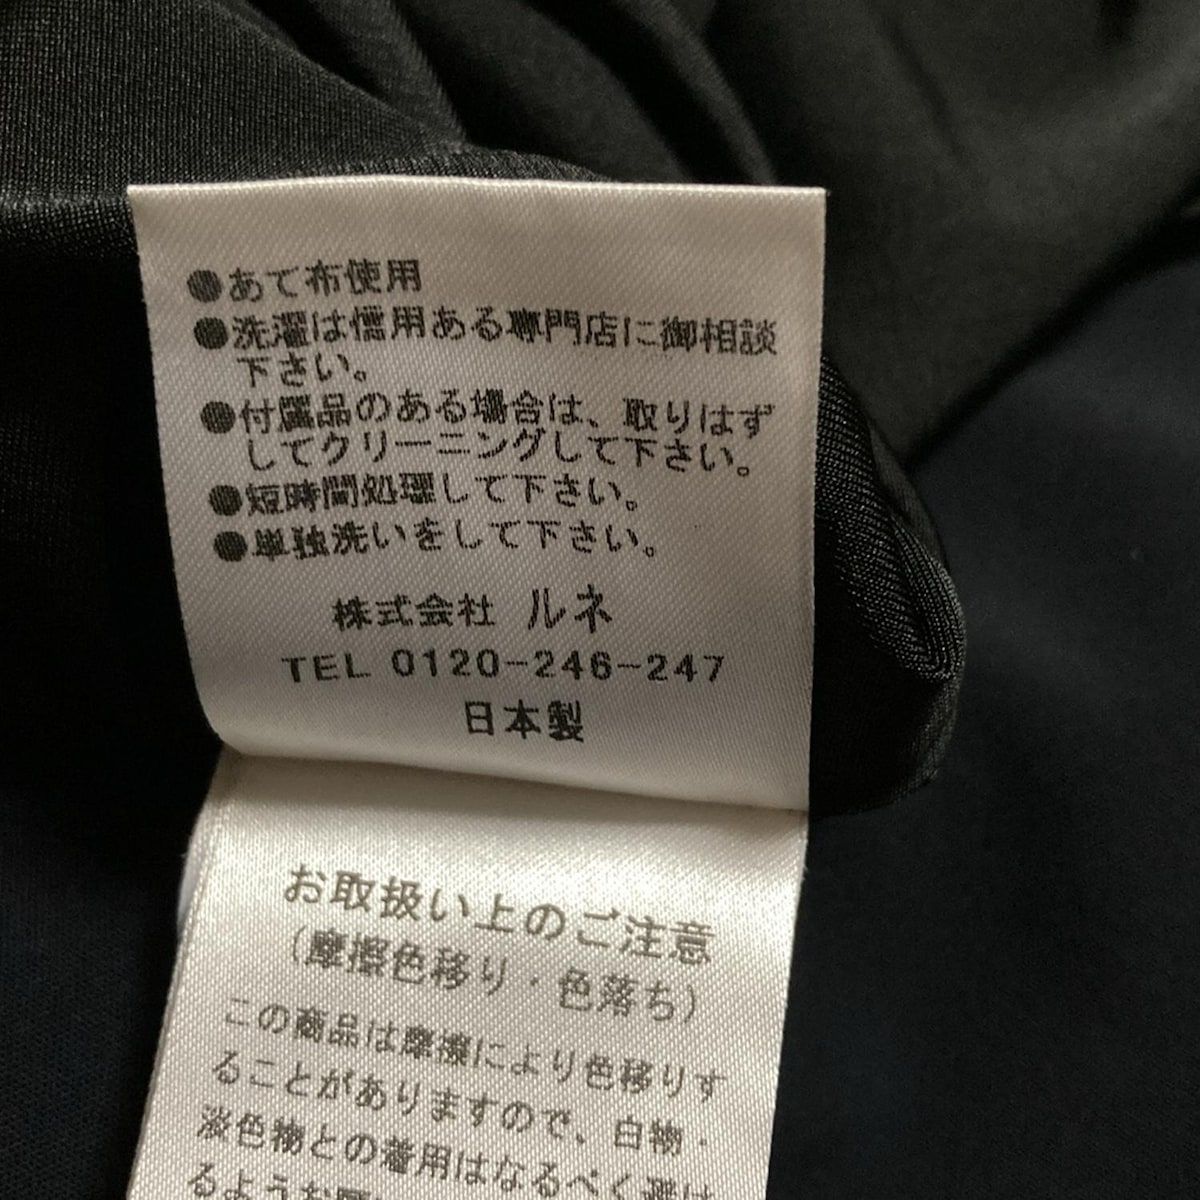 ●あて布使用
●洗濯は信用ある専門店に御相談
下さい。
●付属品のある場合は、取りはず
してクリーニングして下さい。
●短時間処理して下さい。
●単独洗いをして下さい。
株式会社 ルネ
TEL 0120-246-247
日本製
お取扱い上のご注意
(摩擦色移り・色落ち)
この商品は摩擦により色移りす
ることがありますので、白物・
淡色物との着用はなるべく避け
るようお願